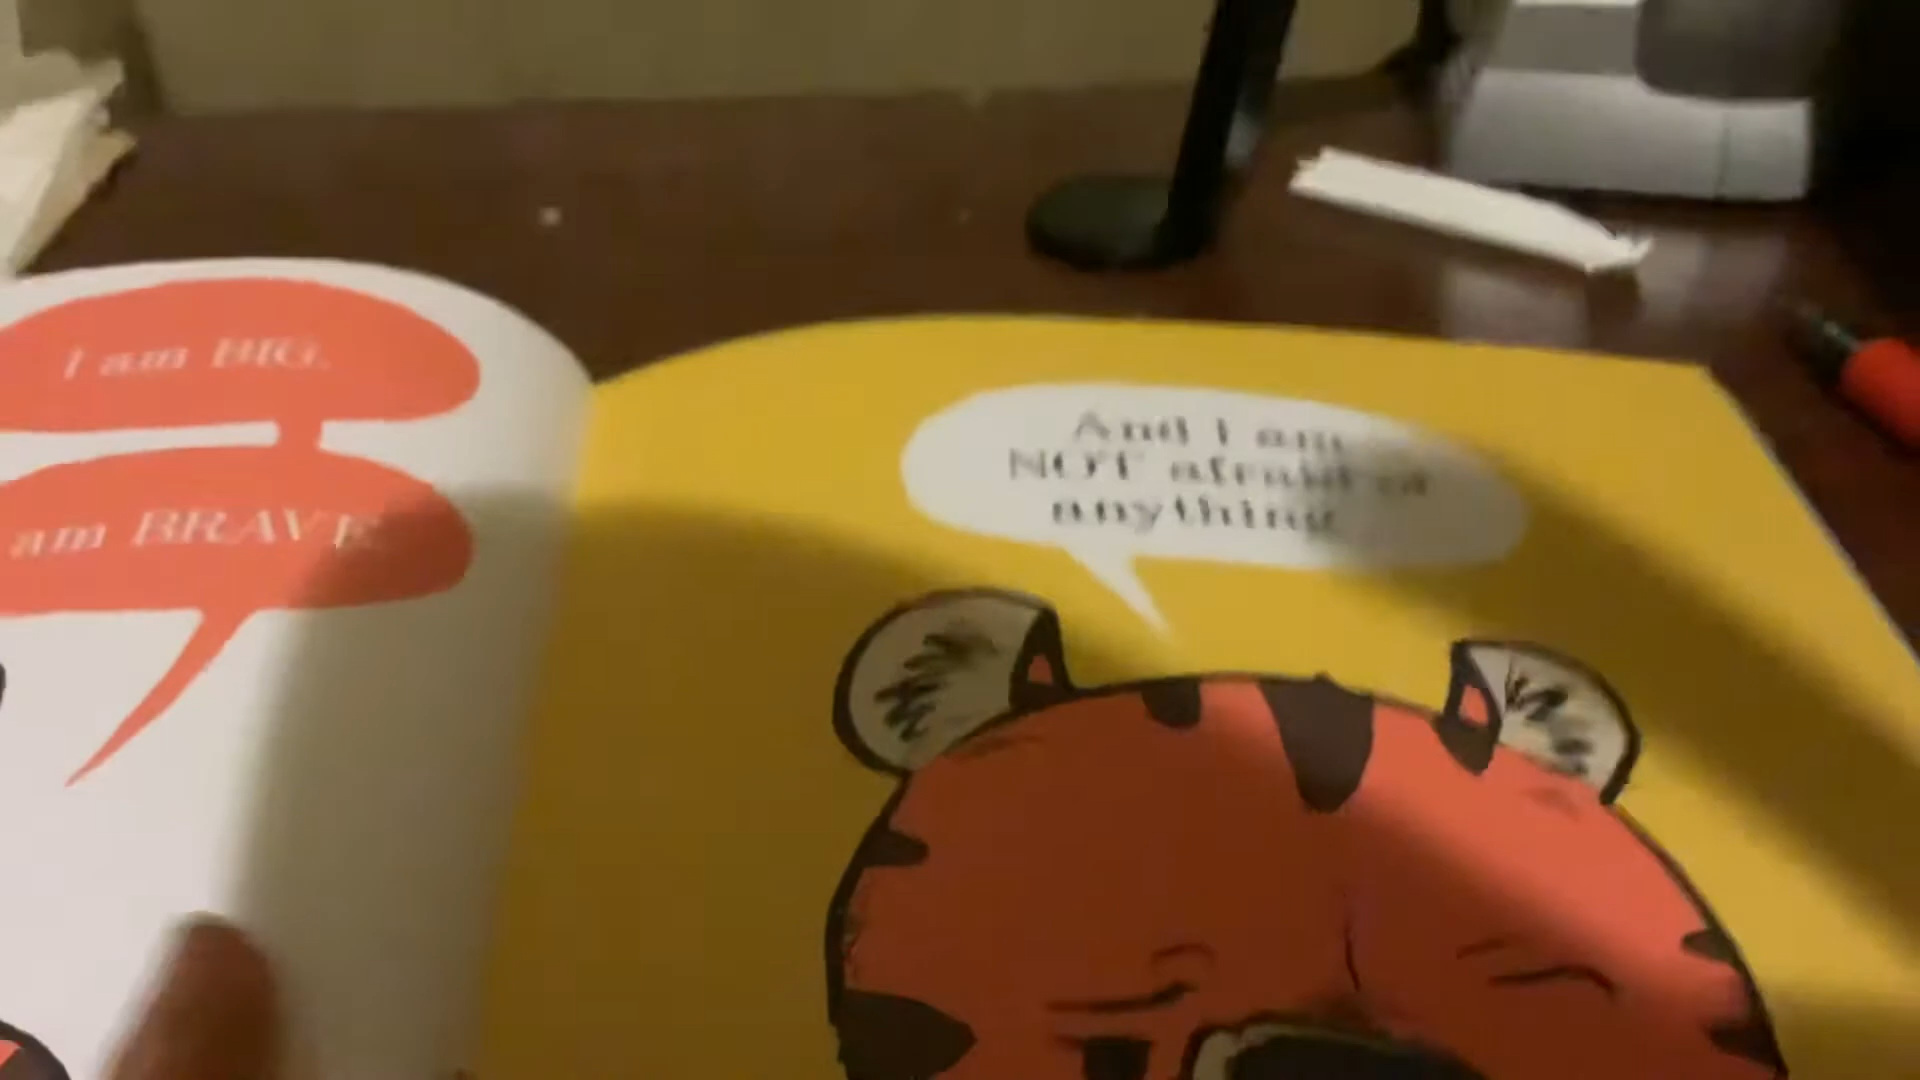 I am BIG.
am BRAVE.
And I am
NOT afraid of
anything.